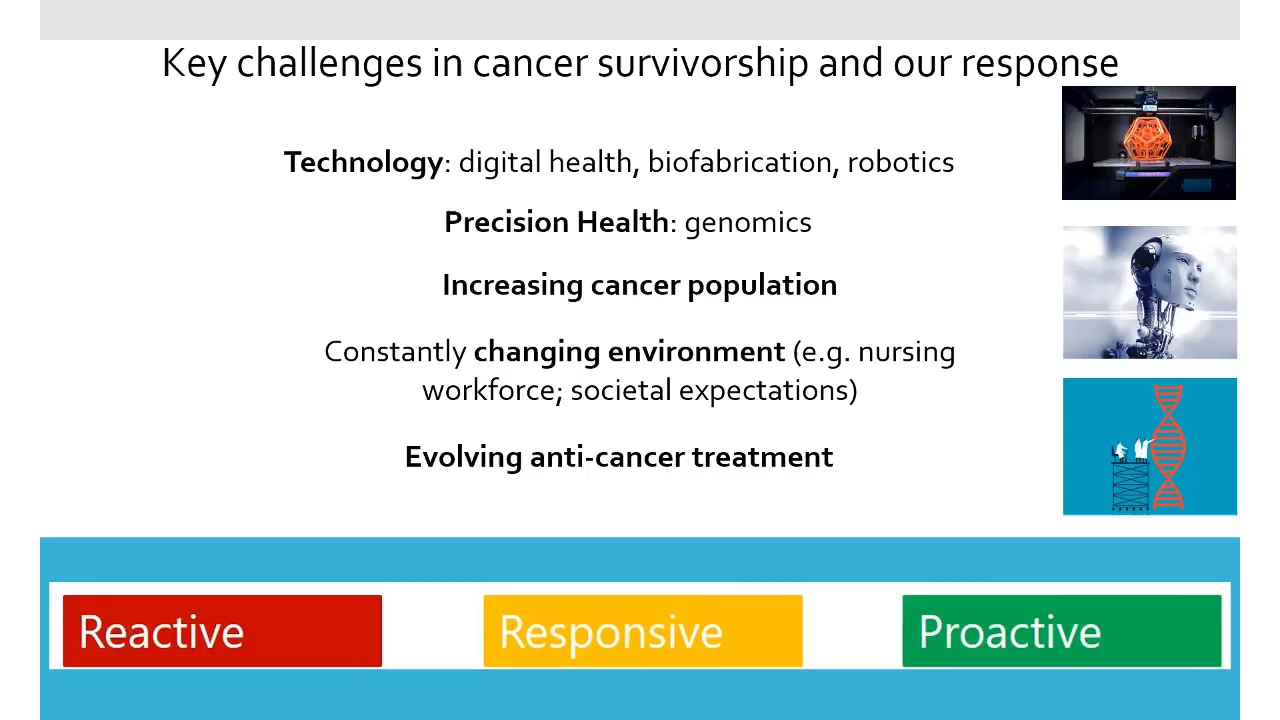 Key challenges in cancer survivorship and our response
Technology: digital health, biofabrication, robotics
Precision Health: genomics
Increasing cancer population
Constantly changing environment (e.g. nursing
workforce; societal expectations)
Evolving anti-cancer treatment
Reactive
Responsive
Proactive